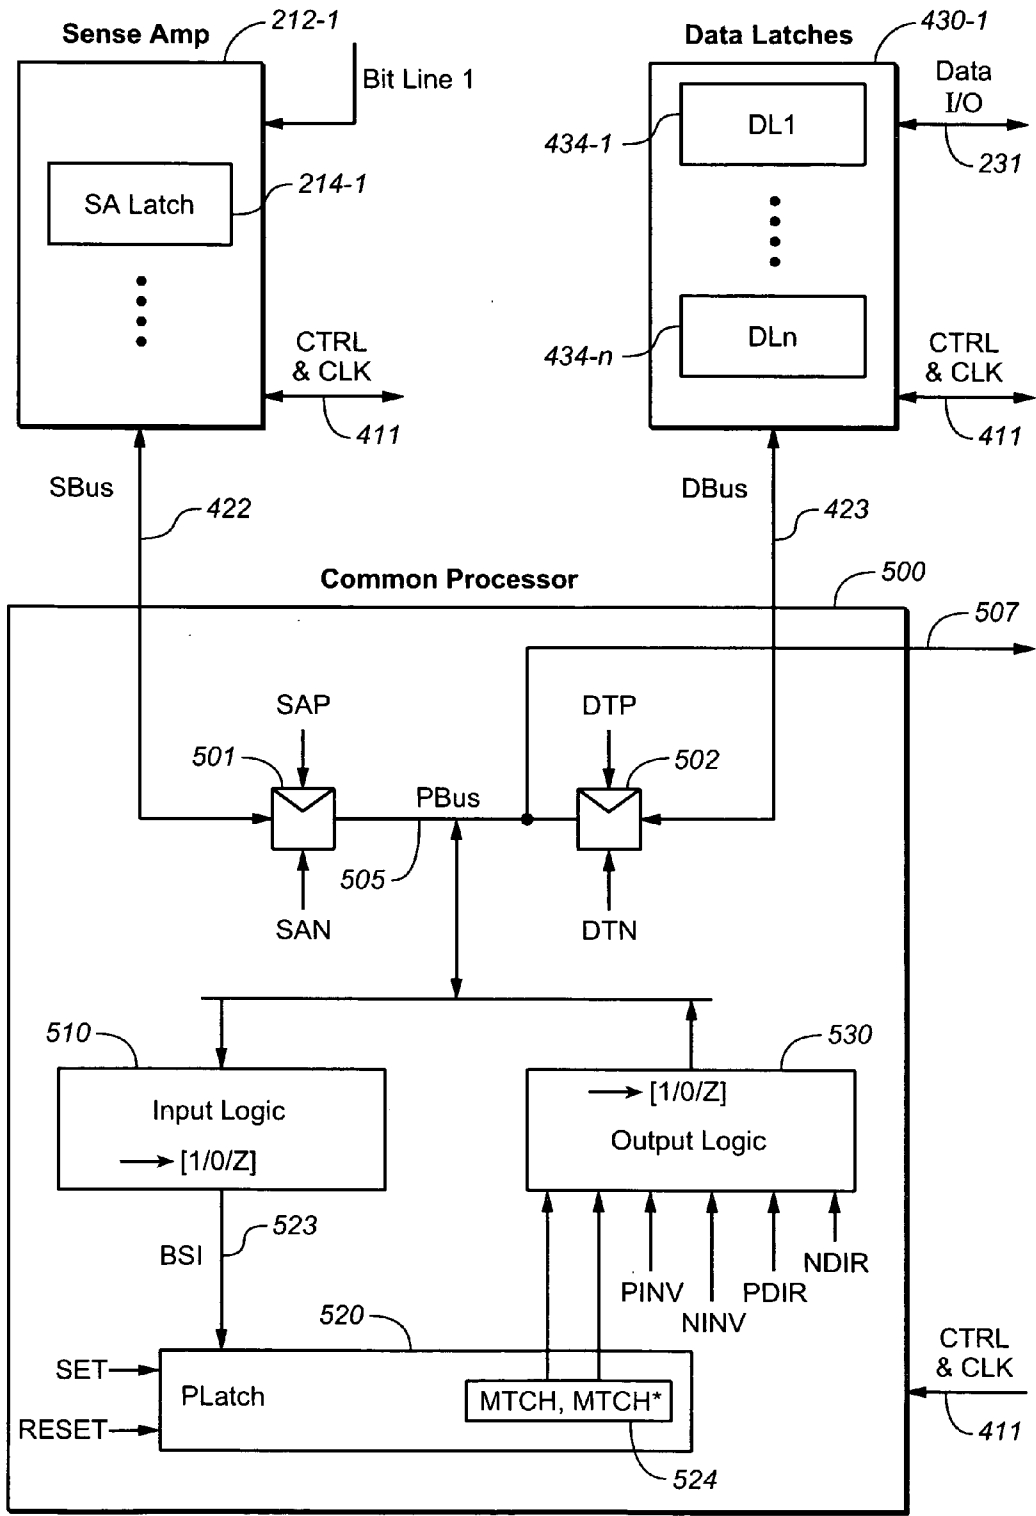 212-1
Sense Amp
Bit Line 1
214-1
SA Latch
CTRL
& CLK
411
430-1
Data Latches
Data
I/O
434-1
DL1
231
DLn
434-n
CTRL
& CLK
411
SBus
422
DBus
423
Common Processor
500
507
SAP
501
DTP
502
PBus
505
SAN
DTN
510
Input Logic
[1/0/Z]
530
[1/0/Z]
Output Logic
BSI
523
PINV
NINV
PDIR
NDIR
520
SET
PLatch
MTCH, MTCH*
RESET
524
CTRL
& CLK
411